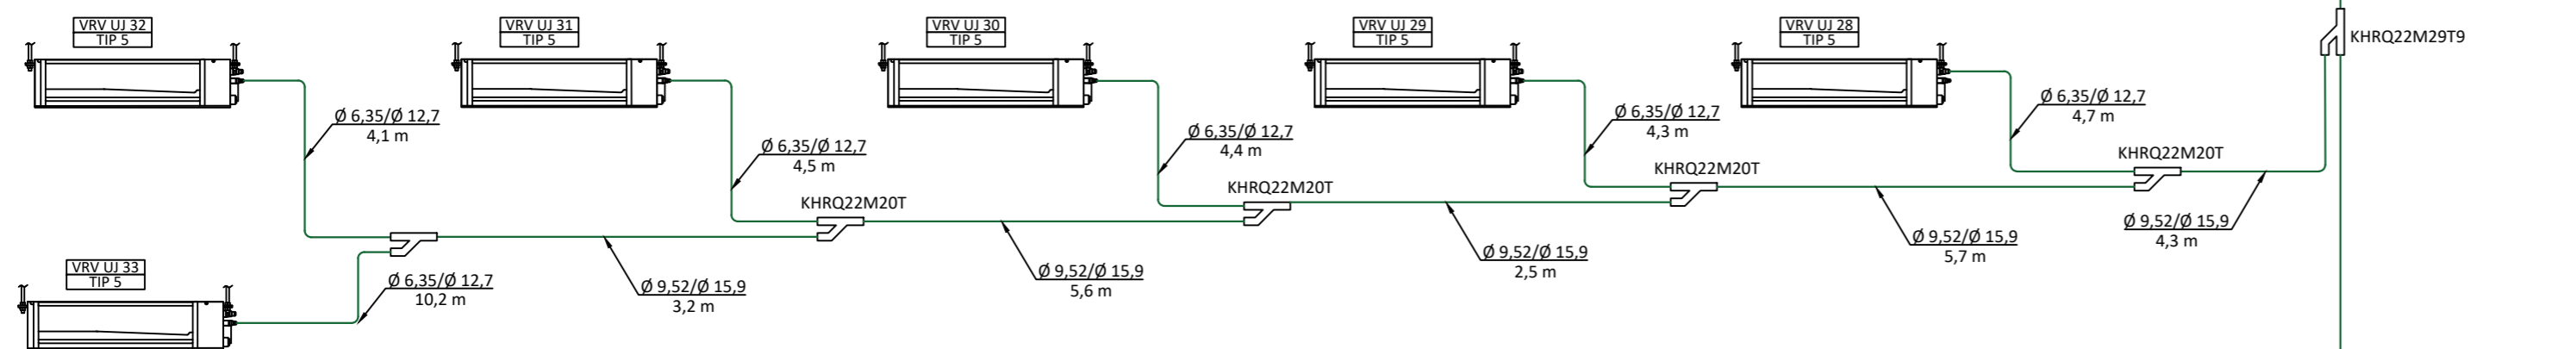 VRV UJ 32
TIP 5
VRV UJ 31
TIP 5
VRV UJ 30
TIP 5
VRV UJ 29
TIP 5
VRV UJ 28
TIP 5
KHRQ22M29T9
Ø 6,35/Ø 12,7
4,1 m
Ø 6,35/Ø 12,7
4,5 m
Ø 6,35/Ø 12,7
4,4 m
Ø 6,35/Ø 12,7
4,3 m
Ø 6,35/Ø 12,7
4,7 m
KHRQ22M20T
KHRQ22M20T
KHRQ22M20T
KHRQ22M20T
VRV UJ 33
TIP 5
Ø 6,35/Ø 12,7
10,2 m
Ø 9,52/Ø 15,9
3,2 m
Ø 9,52/Ø 15,9
5,6 m
Ø 9,52/Ø 15,9
2,5 m
Ø 9,52/Ø 15,9
5,7 m
Ø 9,52/Ø 15,9
4,3 m